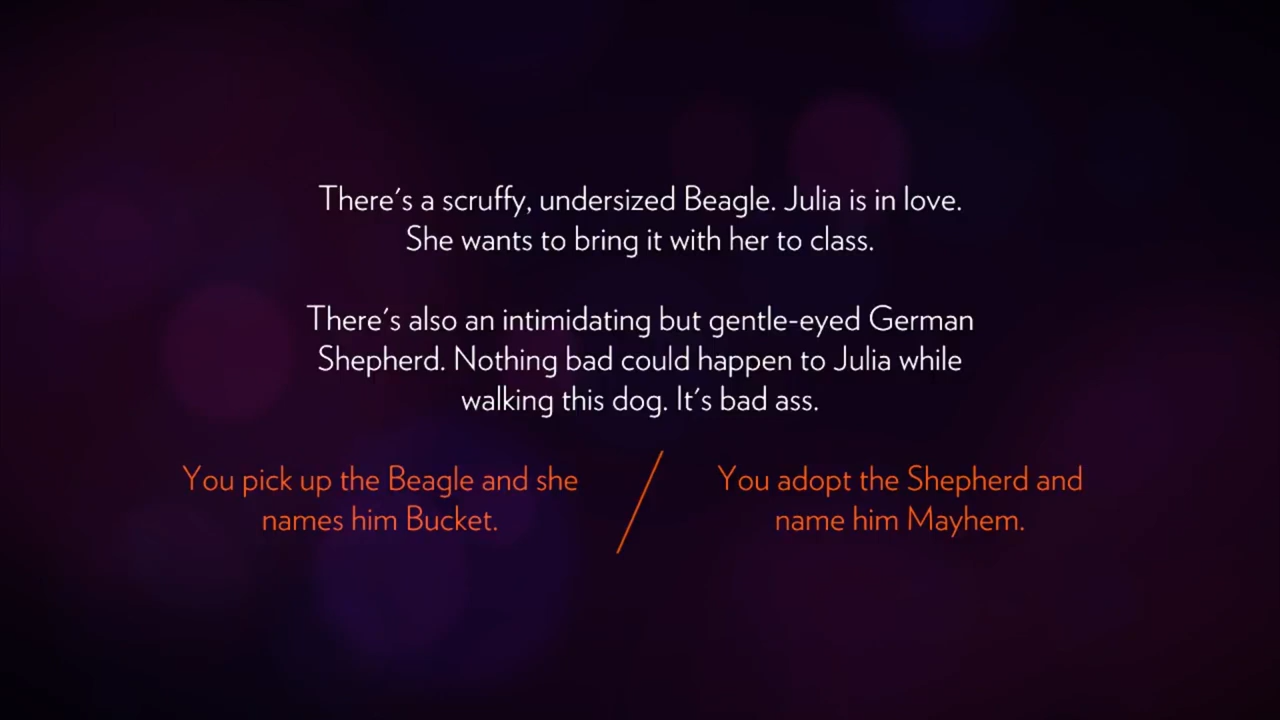 There's a scruffy, undersized Beagle. Julia is in love.
She wants to bring it with her to class.
There's also an intimidating but gentle-eyed German
Shepherd. Nothing bad could happen to Julia while
walking this dog. It's bad ass.
You pick up the Beagle and she
names him Bucket.
You adopt the Shepherd and
name him Mayhem.